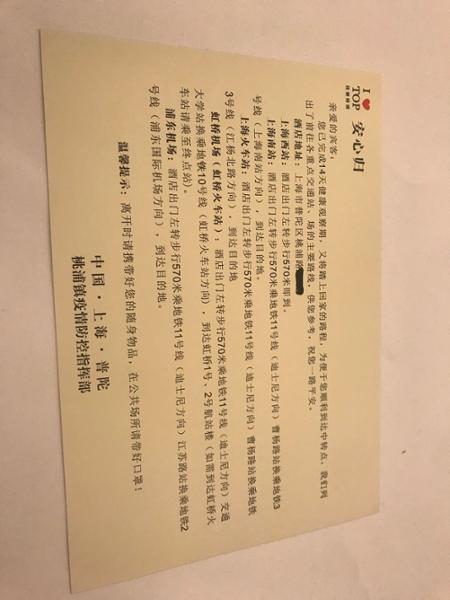 I ❤ TOP
安心归
亲爱的宾客：
您已完成14天健康观察期，又将踏上回家的路程，为便于您顺利到达中转点，我们列
出了前往各重点交通站、场的主要路线，供您参考，祝您一路平安。
酒店地址：上海市普陀区桃浦路
上海西站：酒店出门左转步行570米即到。
上海南站：酒店出门左转步行570米乘地铁11号线（迪士尼方向）曹杨路站换乘地铁3
号线（上海南站方向），到达目的地。
上海火车站：酒店出门左转步行570米乘地铁11号线（迪士尼方向）曹杨路站换乘地铁
3号线（江杨北路方向），到达目的地
虹桥机场（虹桥火车站）：酒店出门左转步行570米乘地铁11号线（迪士尼方向）交通
大学站换乘地铁10号线（虹桥火车站方向），到达虹桥1号、2号航站楼（如需到达虹桥火
车站请乘至终点站）。
浦东机场：酒店出门左转步行570米乘地铁11号线（迪士尼方向）江苏路站换乘地铁2
号线（浦东国际机场方向），到达目的地。
温馨提示：离开时请携带好您的随身物品，在公共场所请带好口罩！
中国·上海·普陀
桃浦镇疫情防控指挥部